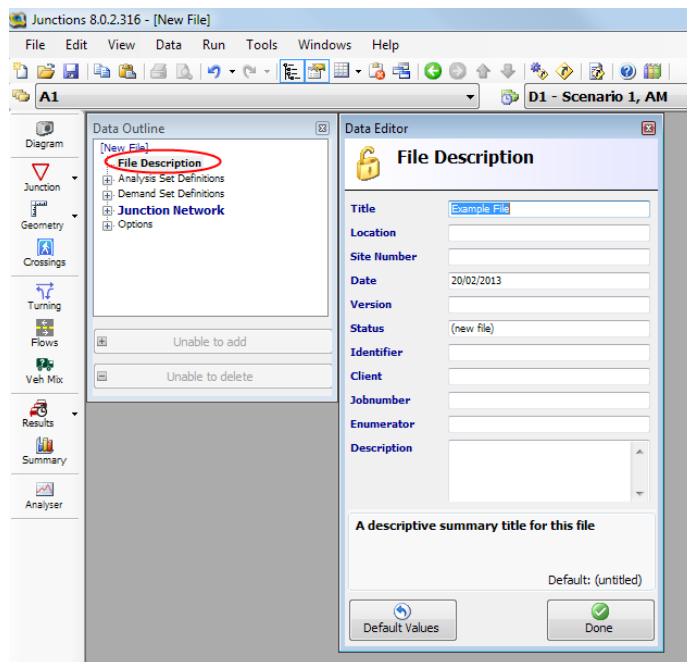 Junctions 8.0.2.316 - [New File]
File Edit View Data Run Tools Windows Help
A1
D1 - Scenario 1, AM
Diagram
Junction
Geometry
Crossings
Turning
Flows
Veh Mix
Results
Summary
Analyser
Data Outline
[New File]
File Description
Analysis Set Definitions
Demand Set Definitions
Junction Network
Options
Unable to add
Unable to delete
Data Editor
File Description
Title Example File
Location
Site Number
Date 20/02/2013
Version
Status (new file)
Identifier
Client
Jobnumber
Enumerator
Description
A descriptive summary title for this file
Default: (untitled)
Default Values
Done